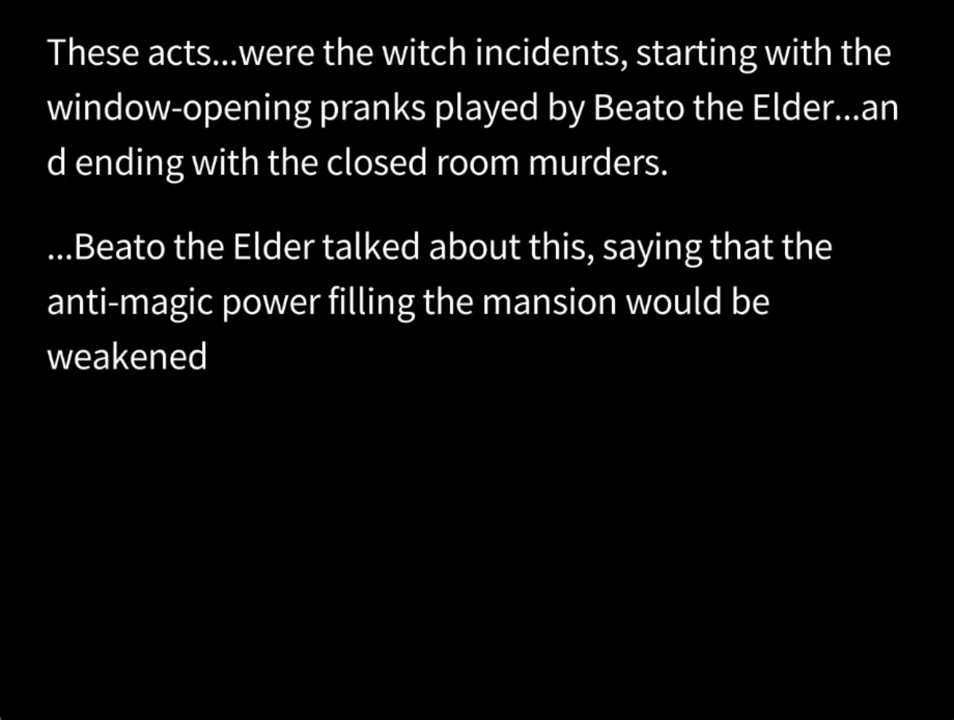 These acts...were the witch incidents, starting with the
window-opening pranks played by Beato the Elder...an
d ending with the closed room murders.
...Beato the Elder talked about this, saying that the
anti-magic power filling the mansion would be
weakened